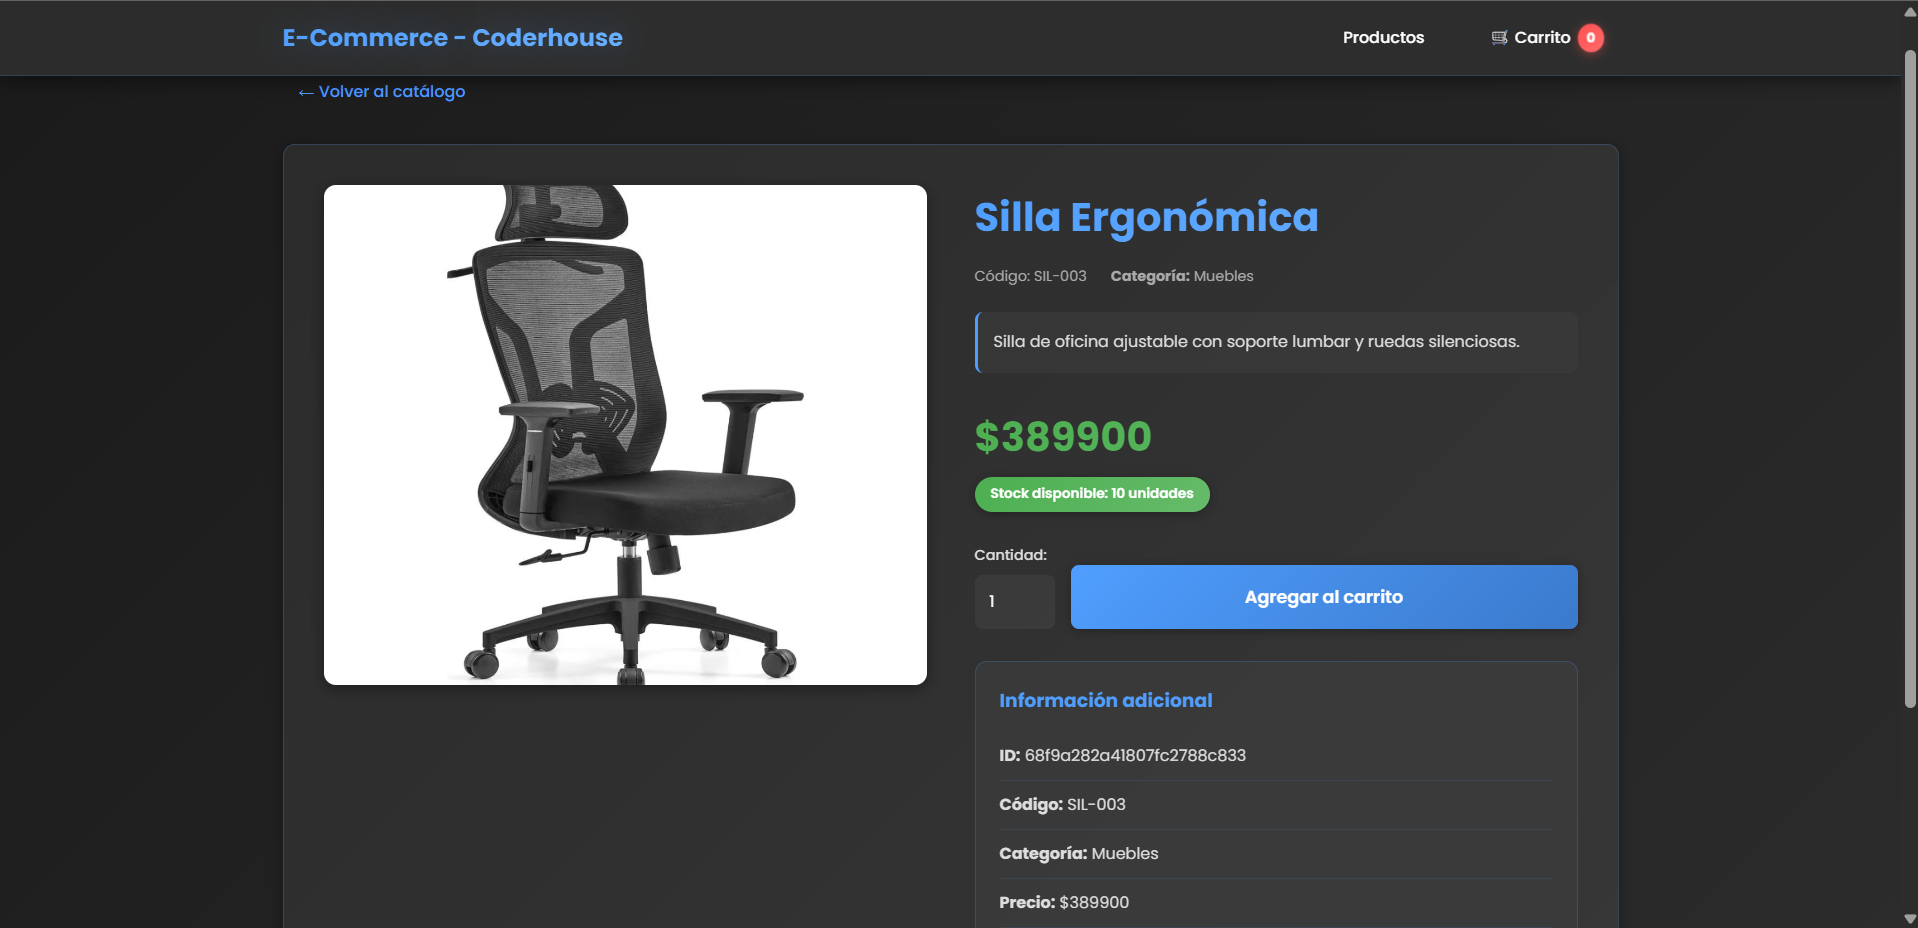 E-Commerce - Coderhouse
Productos
🛒 Carrito 0
← Volver al catálogo
Silla Ergonómica
Código: SIL-003 Categoría: Muebles
Silla de oficina ajustable con soporte lumbar y ruedas silenciosas.
$389900
Stock disponible: 10 unidades
Cantidad:
1
Agregar al carrito
Información adicional
ID: 68f9a282a41807fc2788c833
Código: SIL-003
Categoría: Muebles
Precio: $389900